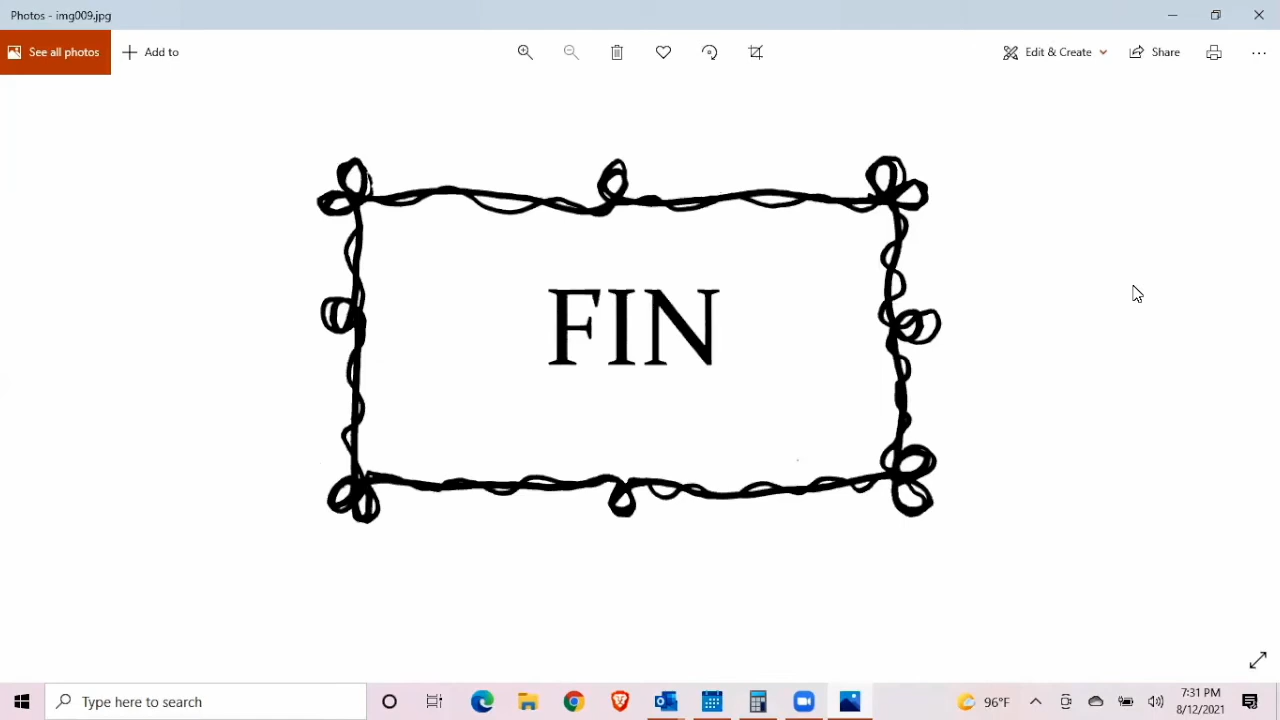 Photos - img009.jpg
See all photos
Add to
Edit & Create
Share
FIN
Type here to search
96°F
7:31 PM
8/12/2021